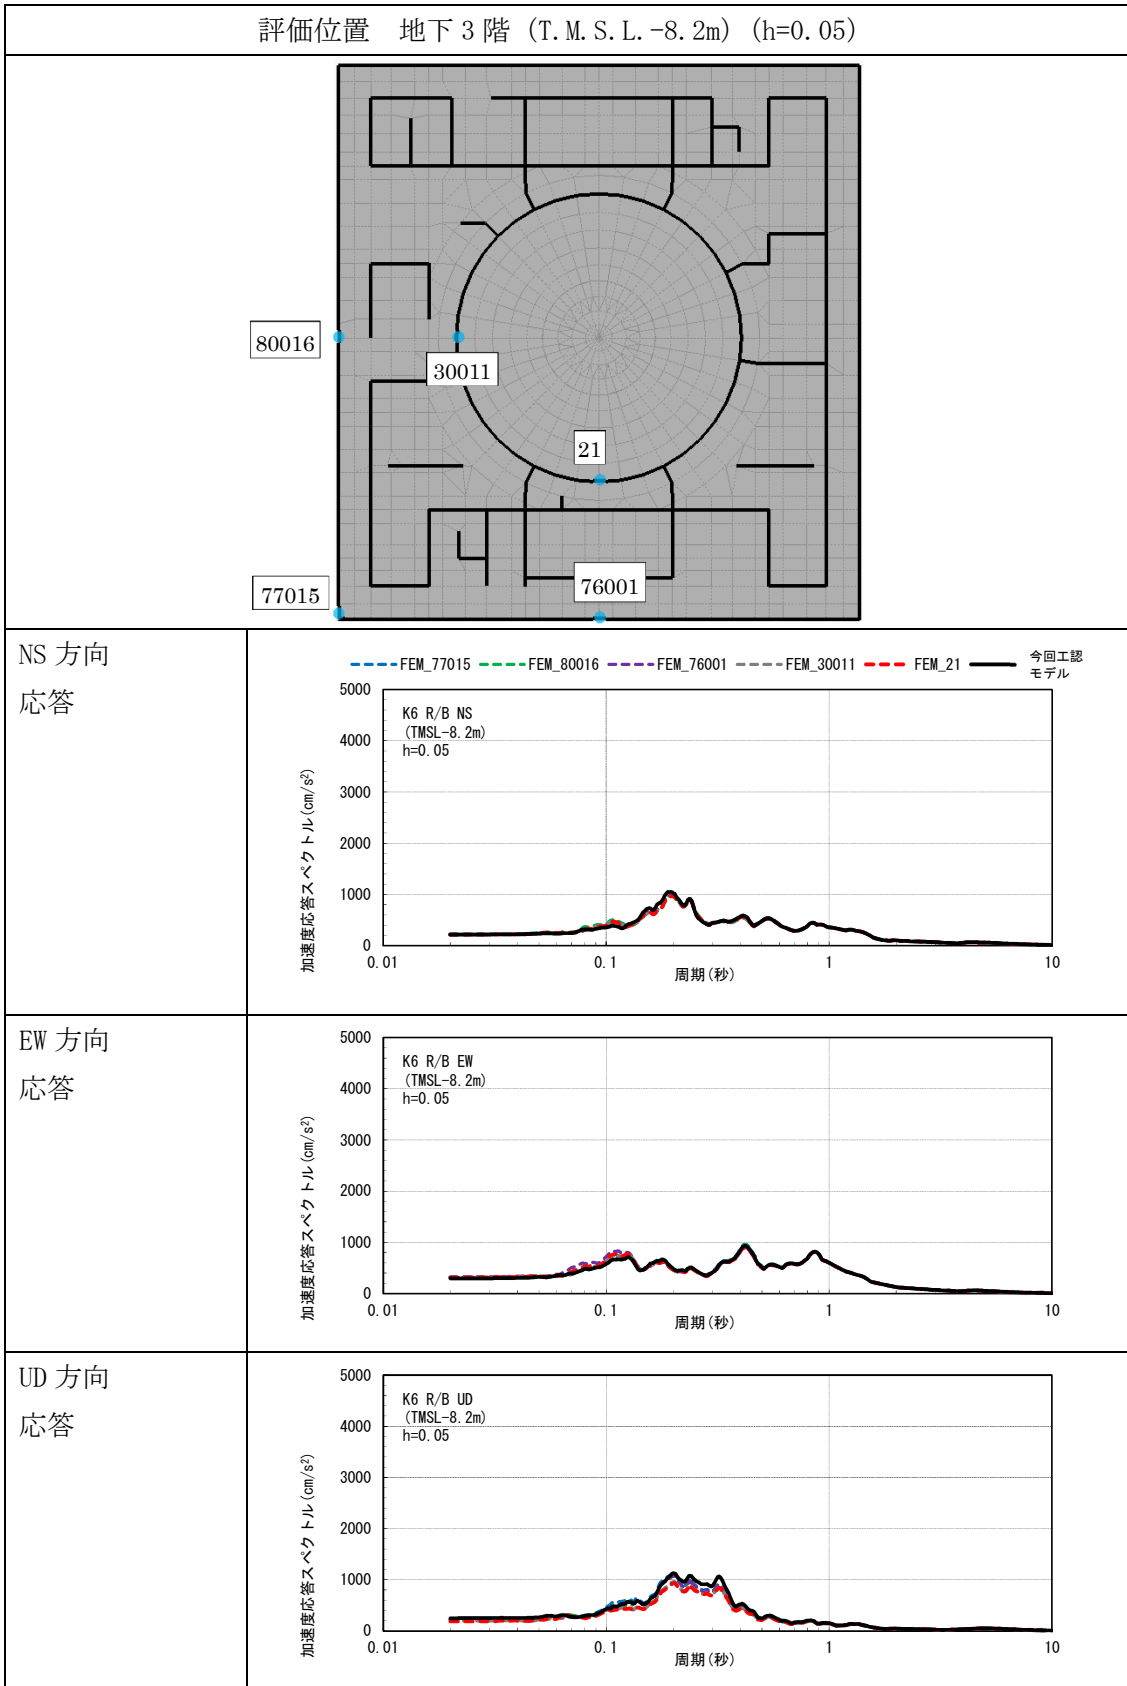 評価位置　地下3階 (T.M.S.L.-8.2m) (h=0.05)
80016
30011
21
77015
76001
NS 方向
応答
FEM_77015 FEM_80016 FEM_76001 FEM_30011 FEM_21 今回工認
モデル
5000
4000
3000
2000
1000
0
加速度応答スペクトル(cm/s²)
K6 R/B NS
(TMSL-8.2m)
h=0.05
0.01 0.1 1 10
周期(秒)
EW 方向
応答
5000
4000
3000
2000
1000
0
加速度応答スペクトル(cm/s²)
K6 R/B EW
(TMSL-8.2m)
h=0.05
0.01 0.1 1 10
周期(秒)
UD 方向
応答
5000
4000
3000
2000
1000
0
加速度応答スペクトル(cm/s²)
K6 R/B UD
(TMSL-8.2m)
h=0.05
0.01 0.1 1 10
周期(秒)